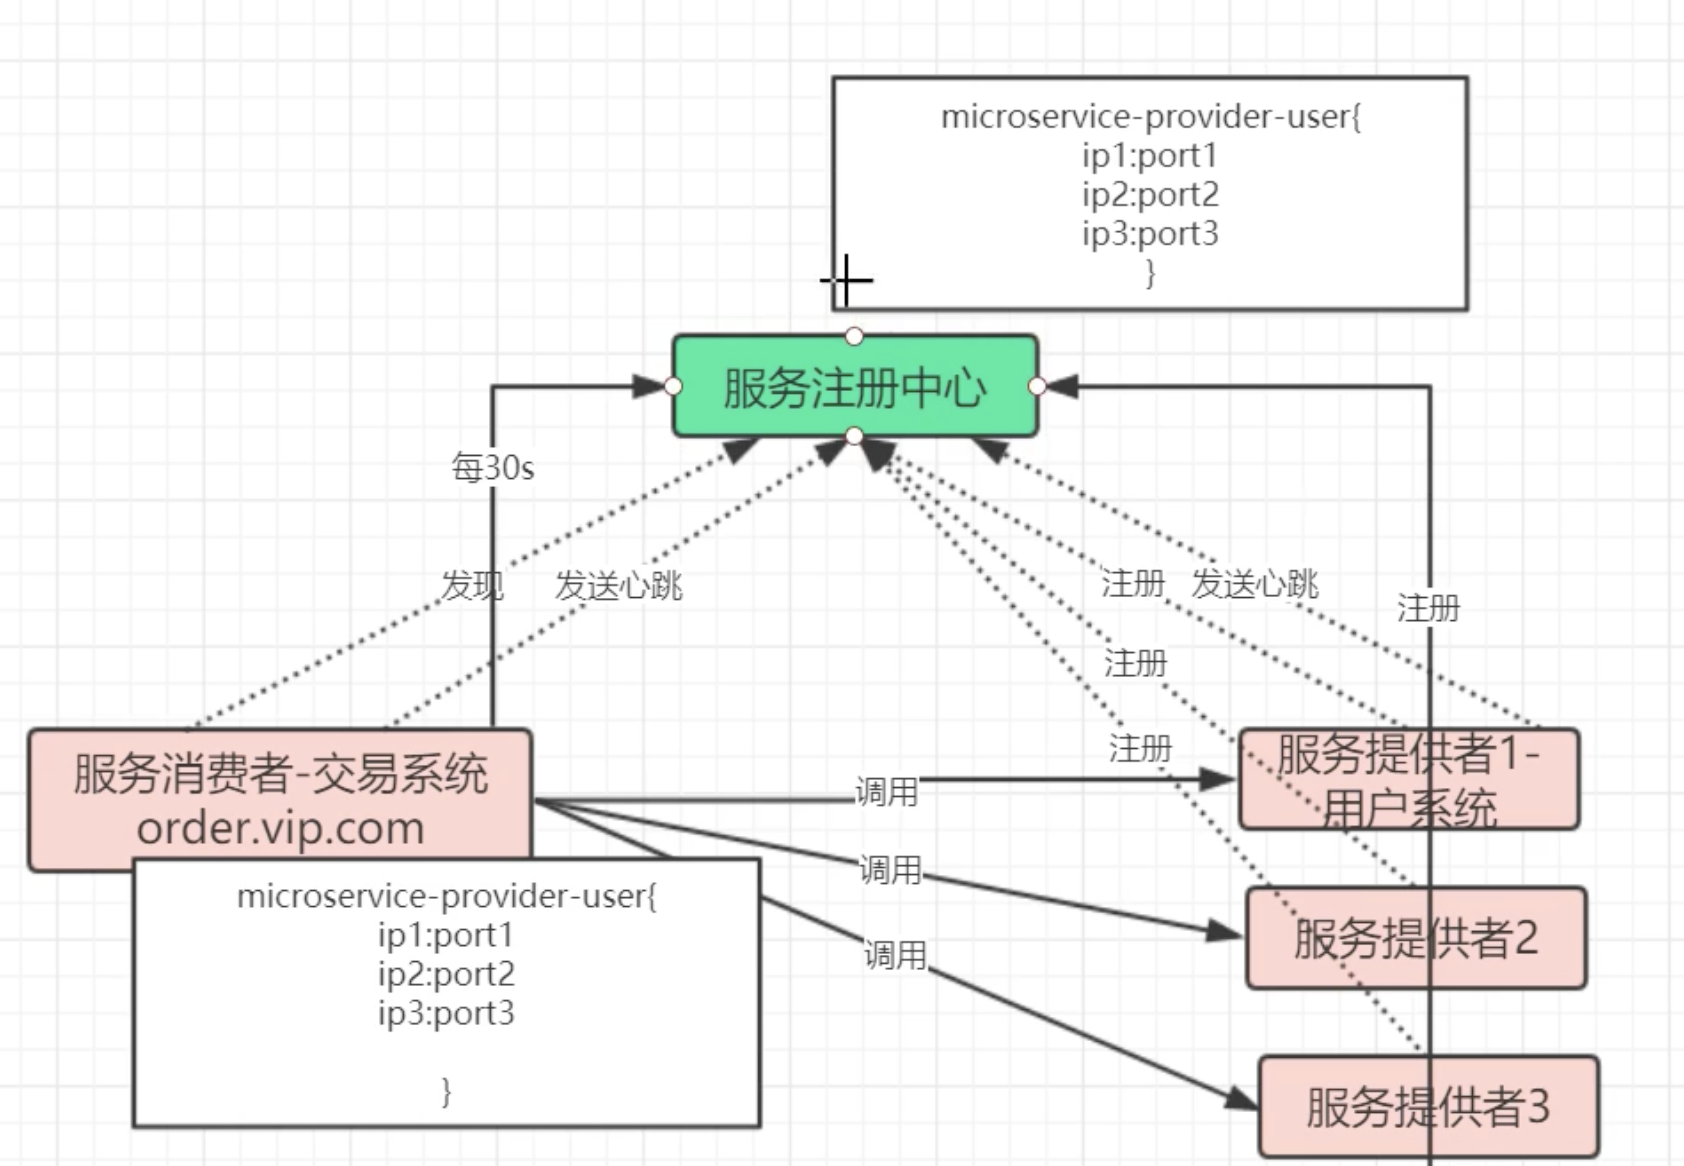 microservice-provider-user{
ip1:port1
ip2:port2
ip3:port3
}
服务注册中心
每30s
发现
发送心跳
注册
发送心跳
注册
注册
注册
服务消费者-交易系统
order.vip.com
调用
调用
调用
服务提供者1-
用户系统
服务提供者2
服务提供者3
microservice-provider-user{
ip1:port1
ip2:port2
ip3:port3
}